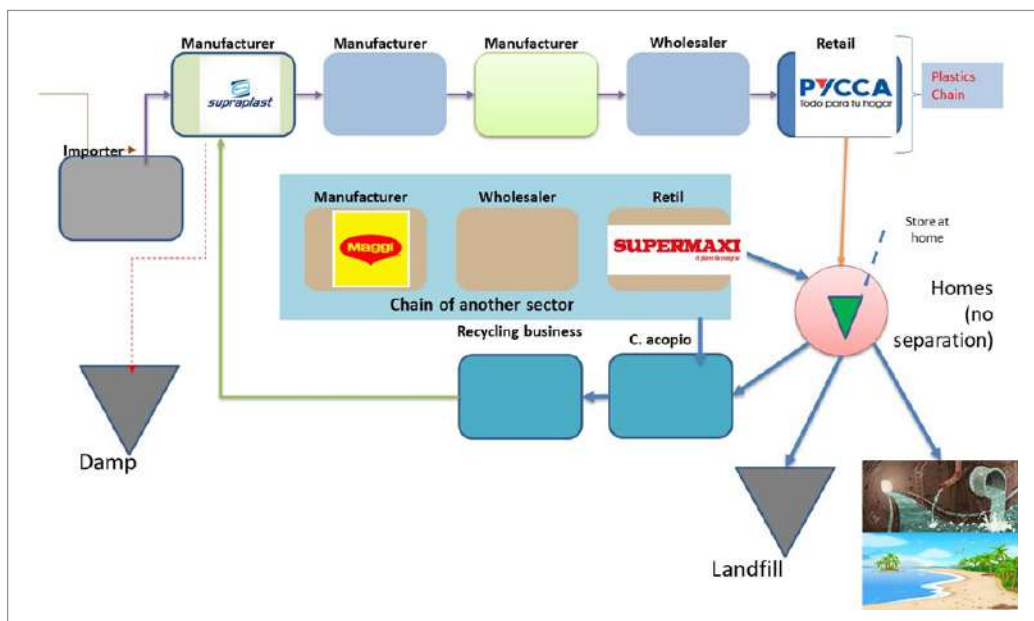 Manufacturer
Manufacturer
Manufacturer
Wholesaler
Retail
supraplast
PYCCA
Todo para tu hogar
Plastics
Chain
Importer
Manufacturer
Wholesaler
Retil
Maggi
SUPERMAXI
Chain of another sector
Store at
home
Homes
(no
separation)
Recycling business
C. acopio
Damp
Landfill